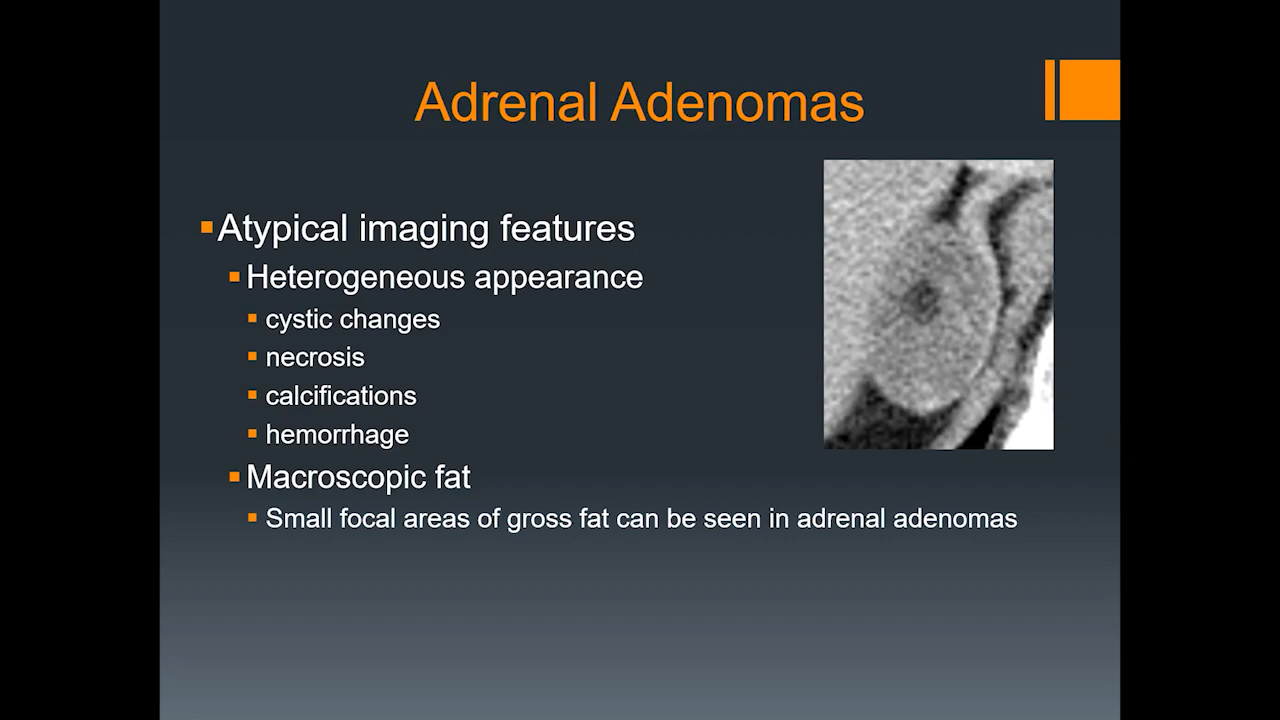 Adrenal Adenomas
Atypical imaging features
Heterogeneous appearance
cystic changes
necrosis
calcifications
hemorrhage
Macroscopic fat
Small focal areas of gross fat can be seen in adrenal adenomas